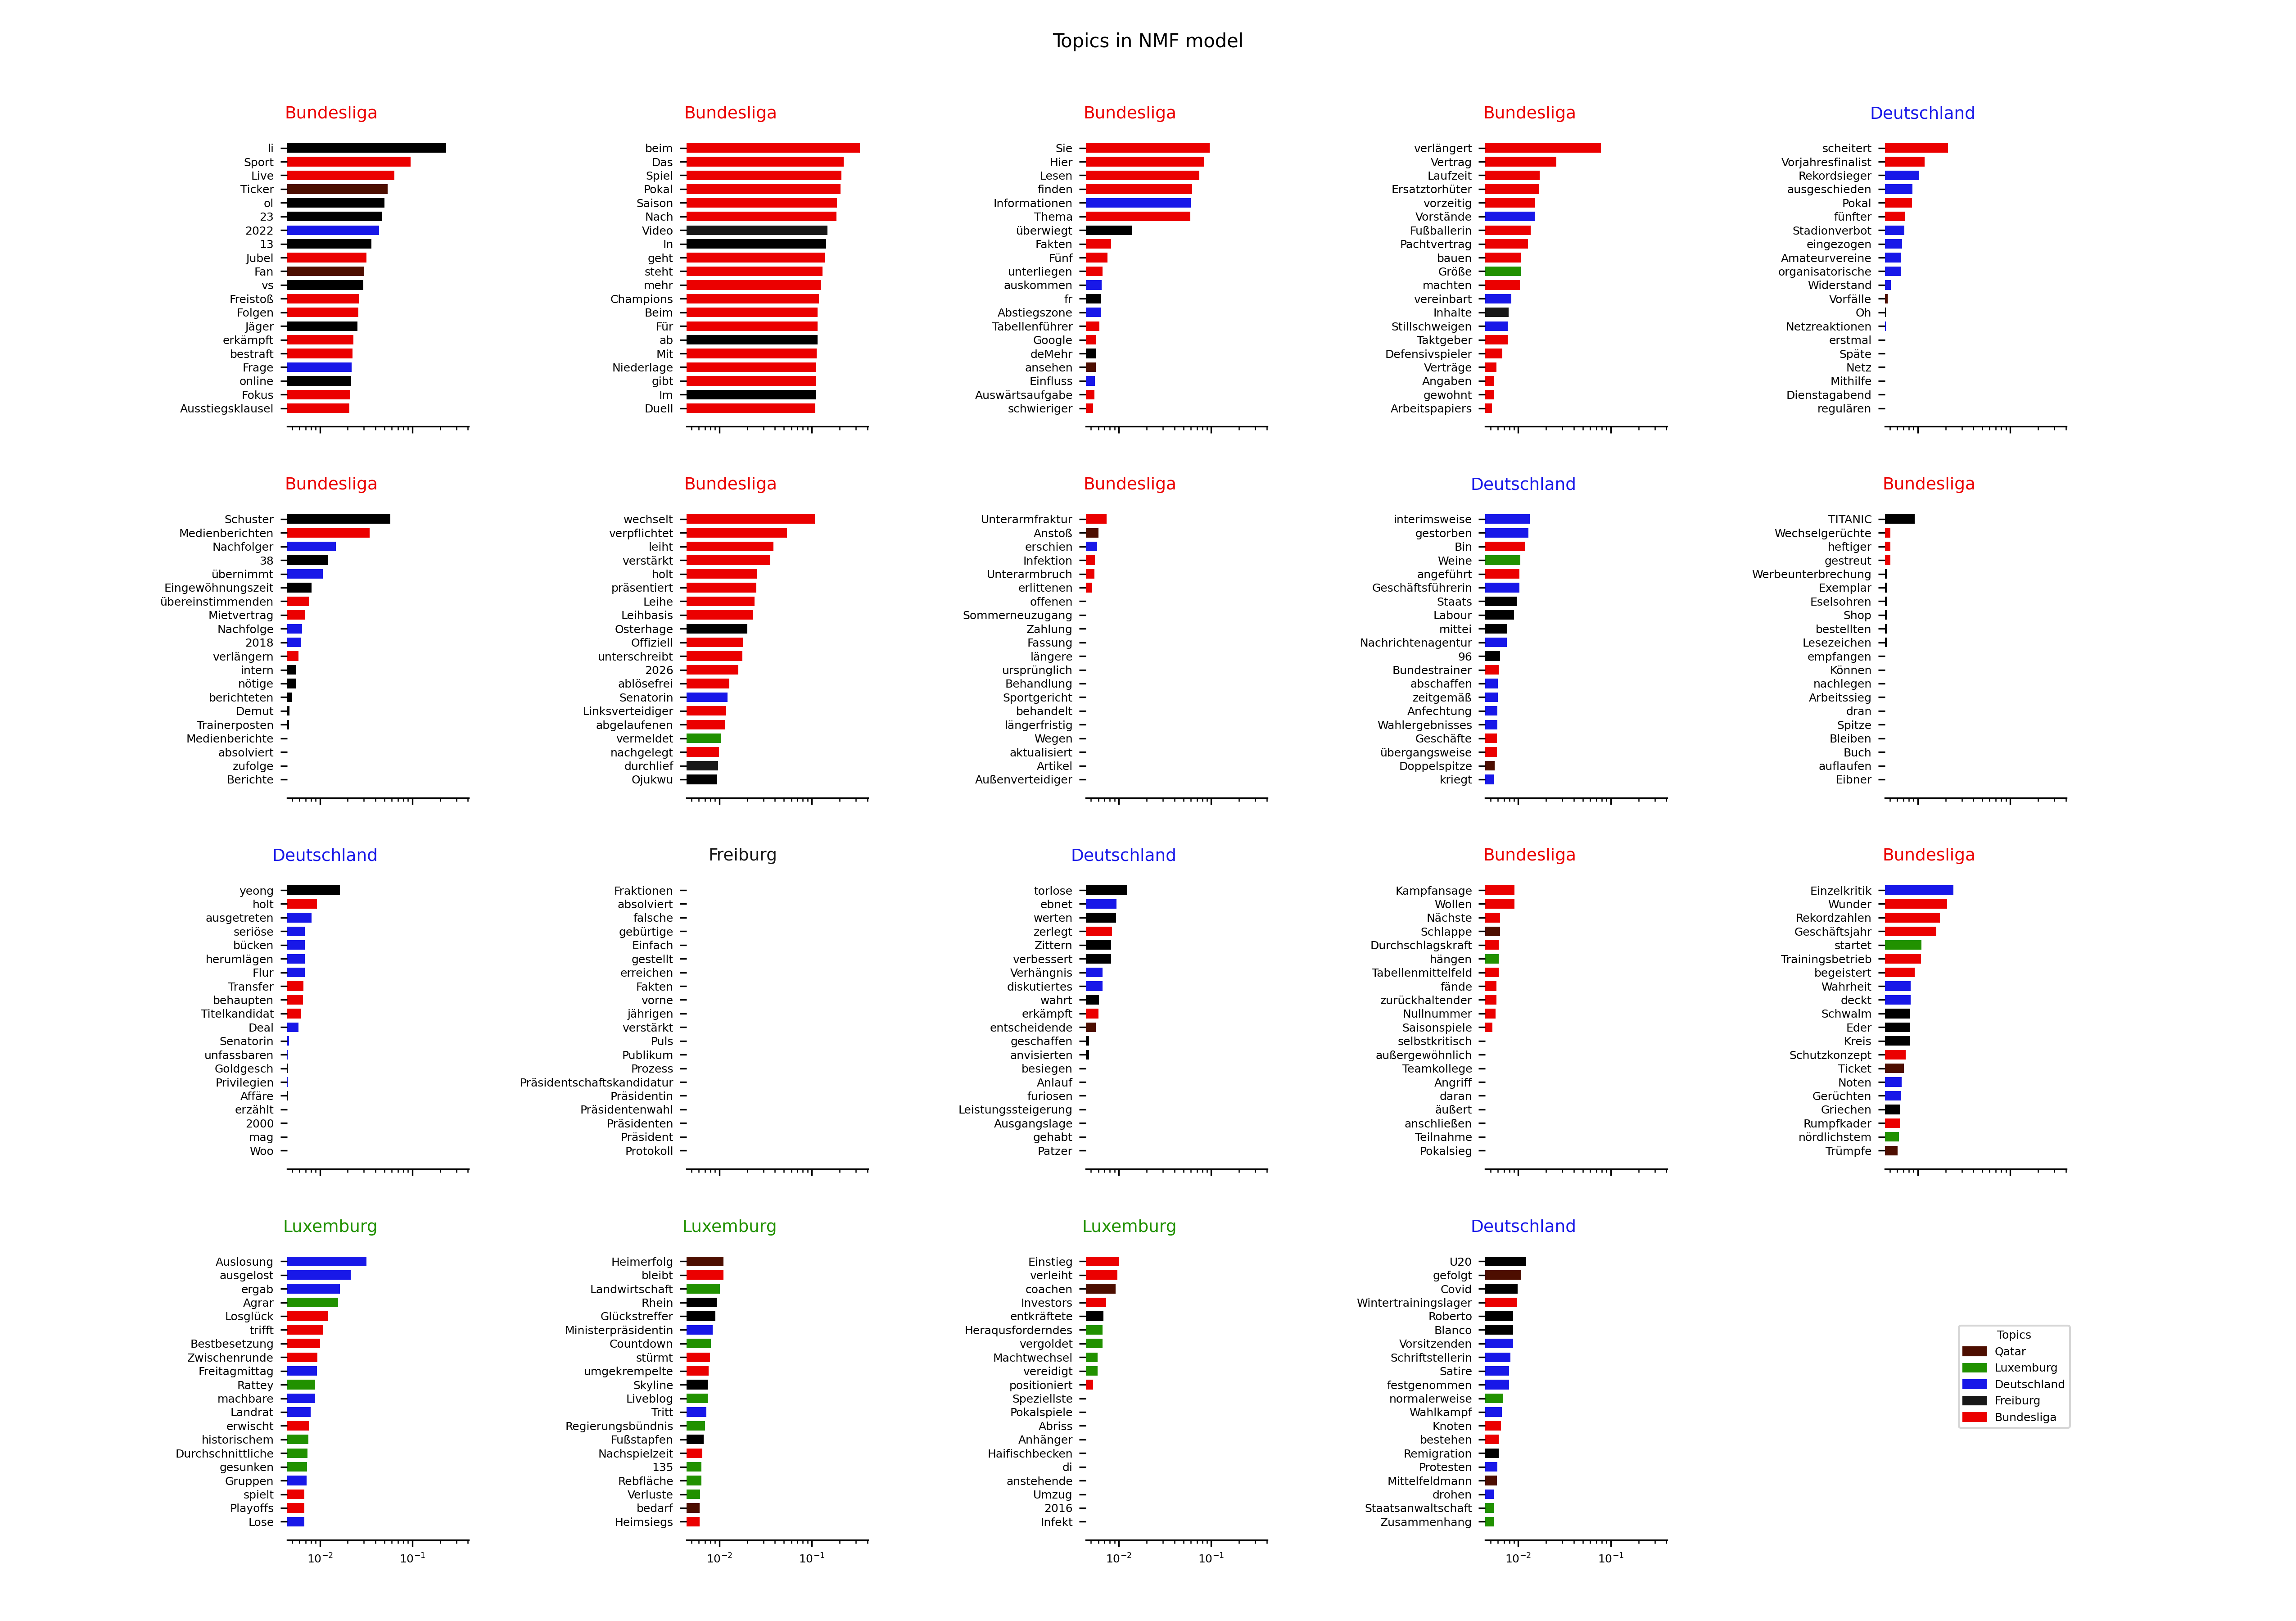 Topics in NMF model
Bundesliga
li
Sport
Live
Ticker
ol
23
2022
13
Jubel
Fan
vs
Freistoß
Folgen
Jäger
erkämpft
bestraft
Frage
online
Fokus
Ausstiegsklausel
Bundesliga
beim
Das
Spiel
Pokal
Saison
Nach
Video
In
geht
steht
mehr
Champions
Beim
Für
ab
Mit
Niederlage
gibt
Im
Duell
Bundesliga
Sie
Hier
Lesen
finden
Informationen
Thema
überwiegt
Fakten
Fünf
unterliegen
auskommen
fr
Abstiegszone
Tabellenführer
Google
deMehr
ansehen
Einfluss
Auswärtsaufgabe
schwieriger
Bundesliga
verlängert
Vertrag
Laufzeit
Ersatztorhüter
vorzeitig
Vorstände
Fußballerin
Pachtvertrag
bauen
Größe
machten
vereinbart
Inhalte
Stillschweigen
Taktgeber
Defensivspieler
Verträge
Angaben
gewohnt
Arbeitspapiers
Deutschland
scheitert
Vorjahresfinalist
Rekordsieger
ausgeschieden
Pokal
fünfter
Stadionverbot
eingezogen
Amateurvereine
organisatorische
Widerstand
Vorfälle
Oh
Netzreaktionen
erstmal
Späte
Netz
Mithilfe
Dienstagabend
regulären
Bundesliga
Schuster
Medienberichten
Nachfolger
38
übernimmt
Eingewöhnungszeit
übereinstimmenden
Mietvertrag
Nachfolge
2018
verlängern
intern
nötige
berichteten
Demut
Trainerposten
Medienberichte
absolviert
zufolge
Berichte
Bundesliga
wechselt
verpflichtet
leiht
verstärkt
holt
präsentiert
Leihe
Leihbasis
Osterhage
Offiziell
unterschreibt
2026
ablösefrei
Senatorin
Linksverteidiger
abgelaufenen
vermeldet
nachgelegt
durchlief
Ojukwu
Bundesliga
Unterarmfraktur
Anstoß
erschien
Infektion
Unterarmbruch
erlittenen
offenen
Sommerneuzugang
Zahlung
Fassung
längere
ursprünglich
Behandlung
Sportgericht
behandelt
längerfristig
Wegen
aktualisiert
Artikel
Außenverteidiger
Deutschland
interimsweise
gestorben
Bin
Weine
angeführt
Geschäftsführerin
Staats
Labour
mittei
Nachrichtenagentur
96
Bundestrainer
abschaffen
zeitgemäß
Anfechtung
Wahlergebnisses
Geschäfte
übergangsweise
Doppelspitze
kriegt
Bundesliga
TITANIC
Wechselgerüchte
heftiger
gestreut
Werbeunterbrechung
Exemplar
Eselsohren
Shop
bestellten
Lesezeichen
empfangen
Können
nachlegen
Arbeitssieg
dran
Spitze
Bleiben
Buch
auflaufen
Eibner
Deutschland
yeong
holt
ausgetreten
seriöse
bücken
herumlägen
Flur
Transfer
behaupten
Titelkandidat
Deal
Senatorin
unfassbaren
Goldgesch
Privilegien
Affäre
erzählt
2000
mag
Woo
Freiburg
Fraktionen
absolviert
falsche
gebürtige
Einfach
gestellt
erreichen
Fakten
vorne
jährigen
verstärkt
Puls
Publikum
Prozess
Präsidentschaftskandidatur
Präsidentin
Präsidentenwahl
Präsidenten
Präsident
Protokoll
Deutschland
torlose
ebnet
werten
zerlegt
Zittern
verbessert
Verhängnis
diskutiertes
wahrt
erkämpft
entscheidende
geschaffen
anvisierten
besiegen
Anlauf
furiosen
Leistungssteigerung
Ausgangslage
gehabt
Patzer
Bundesliga
Kampfansage
Wollen
Nächste
Schlappe
Durchschlagskraft
hängen
Tabellenmittelfeld
fände
zurückhaltender
Nullnummer
Saisonspiele
selbstkritisch
außergewöhnlich
Teamkollege
Angriff
daran
äußert
anschließen
Teilnahme
Pokalsieg
Bundesliga
Einzelkritik
Wunder
Rekordzahlen
Geschäftsjahr
startet
Trainingsbetrieb
begeistert
Wahrheit
deckt
Schwalm
Eder
Kreis
Schutzkonzept
Ticket
Noten
Gerüchten
Griechen
Rumpfkader
nördlichstem
Trümpfe
Luxemburg
Auslosung
ausgelost
ergab
Agrar
Losglück
trifft
Bestbesetzung
Zwischenrunde
Freitagmittag
Rattey
machbare
Landrat
erwischt
historischem
Durchschnittliche
gesunken
Gruppen
spielt
Playoffs
Lose
10⁻² 10⁻¹
Luxemburg
Heimerfolg
bleibt
Landwirtschaft
Rhein
Glückstreffer
Ministerpräsidentin
Countdown
stürmt
umgekrempelte
Skyline
Liveblog
Tritt
Regierungsbündnis
Fußstapfen
Nachspielzeit
135
Rebfläche
Verluste
bedarf
Heimsiegs
10⁻² 10⁻¹
Luxemburg
Einstieg
verleiht
coachen
Investors
entkräftete
Heraqusforderndes
vergoldet
Machtwechsel
vereidigt
positioniert
Speziellste
Pokalspiele
Abriss
Anhänger
Haifischbecken
di
anstehende
Umzug
2016
Infekt
10⁻² 10⁻¹
Deutschland
U20
gefolgt
Covid
Wintertrainingslager
Roberto
Blanco
Vorsitzenden
Schriftstellerin
Satire
festgenommen
normalerweise
Wahlkampf
Knoten
bestehen
Remigration
Protesten
Mittelfeldmann
drohen
Staatsanwaltschaft
Zusammenhang
10⁻² 10⁻¹
Topics
Qatar
Luxemburg
Deutschland
Freiburg
Bundesliga